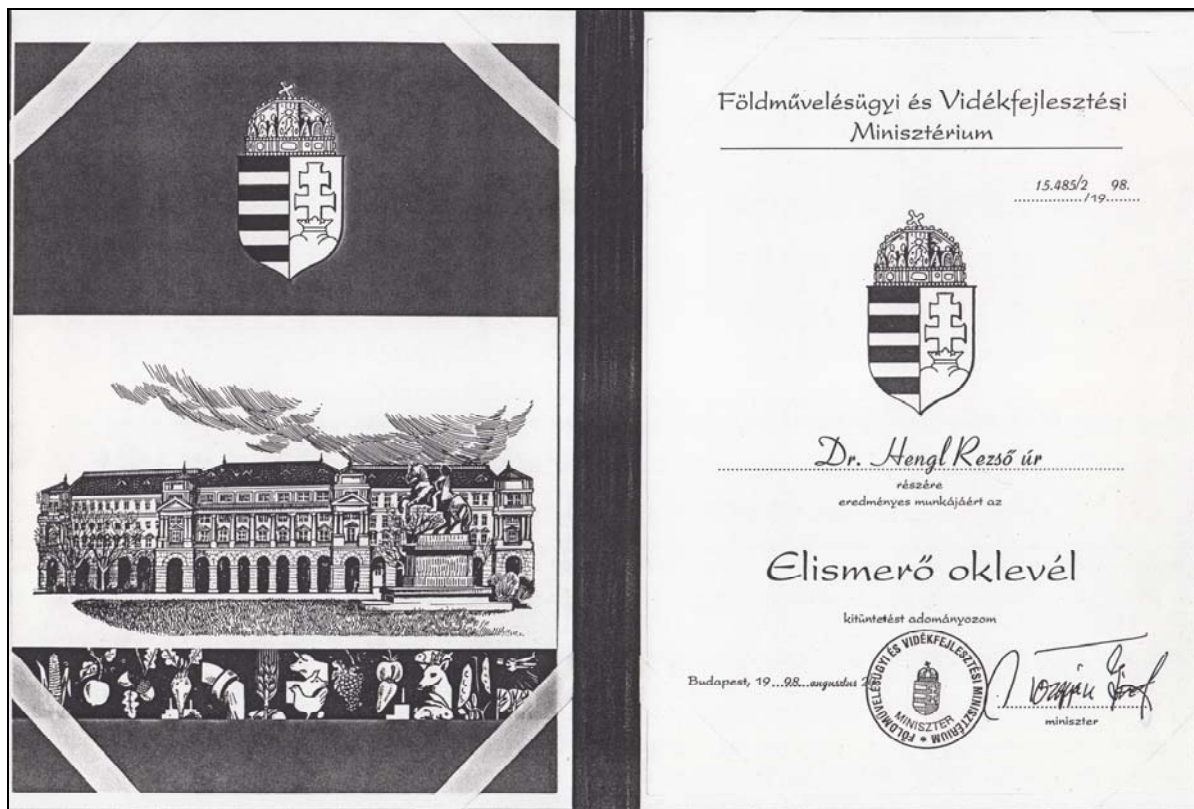 Földművelésügyi és Vidékfejlesztési
Minisztérium
15.485/2 /19 98.
Dr. Hengl Rezső úr
részére
eredményes munkájáért az
Elismerő oklevél
kitüntetést adományozom
Budapest, 19 98. augusztus 2
FÖLDMŰVELÉSÜGYI ÉS VIDÉKFEJLESZTÉSI MINISZTÉRIUM
MINISZTER
miniszter